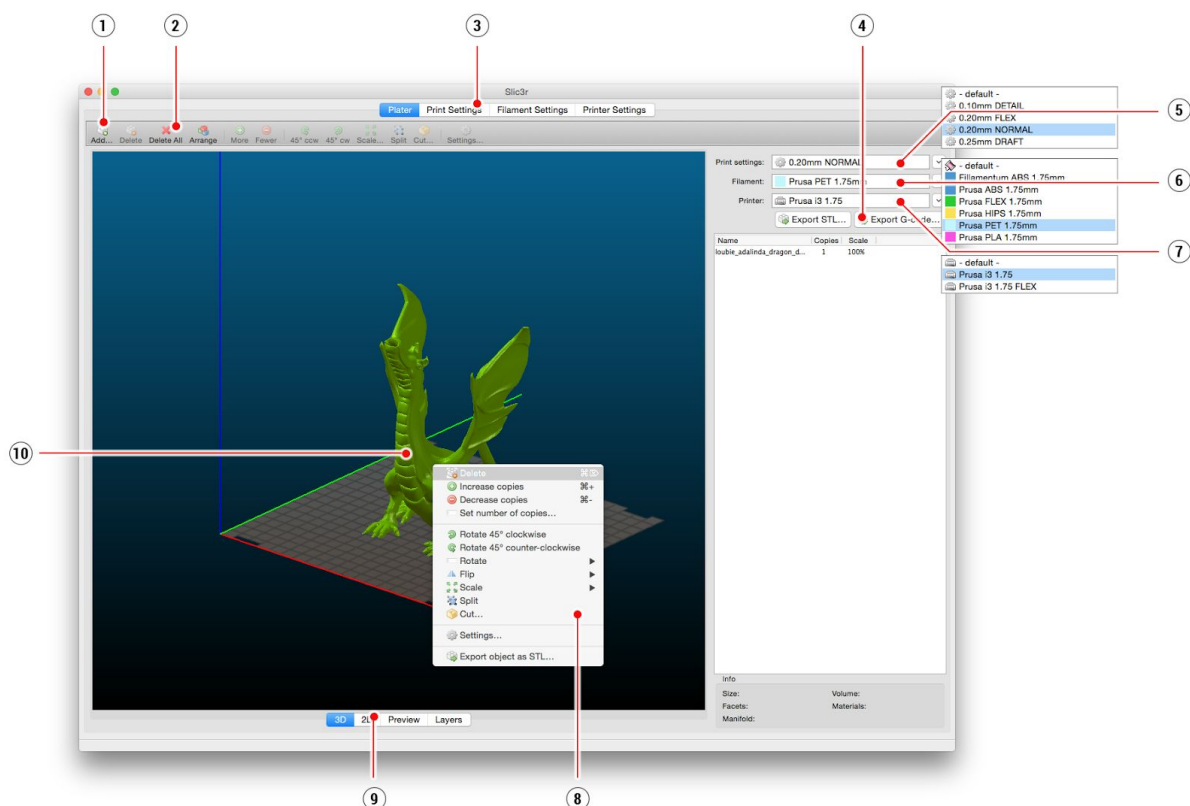 1
2
3
4
Slic3r
Plater Print Settings Filament Settings Printer Settings
Add... Delete Delete All Arrange More Fewer 45° ccw 45° cw Scale... Split Cut... Settings...
- default -
0.10mm DETAIL
0.20mm FLEX
0.20mm NORMAL
0.25mm DRAFT
5
Print settings: 0.20mm NORMAL
Filament: Prusa PET 1.75mm
Printer: Prusa i3 1.75
Export STL... Export G-code...
- default -
Fillamentum ABS 1.75mm
Prusa ABS 1.75mm
Prusa FLEX 1.75mm
Prusa HIPS 1.75mm
Prusa PET 1.75mm
Prusa PLA 1.75mm
6
7
- default -
Prusa i3 1.75
Prusa i3 1.75 FLEX
Name Copies Scale
loubie_adalinda_dragon_d... 1 100%
10
Delete ⌘⌦
Increase copies ⌘+
Decrease copies ⌘-
Set number of copies...
Rotate 45° clockwise
Rotate 45° counter-clockwise
Rotate
Flip
Scale
Split
Cut...
Settings...
Export object as STL...
Info
Size: Volume:
Facets: Materials:
Manifold:
3D 2D Preview Layers
9
8